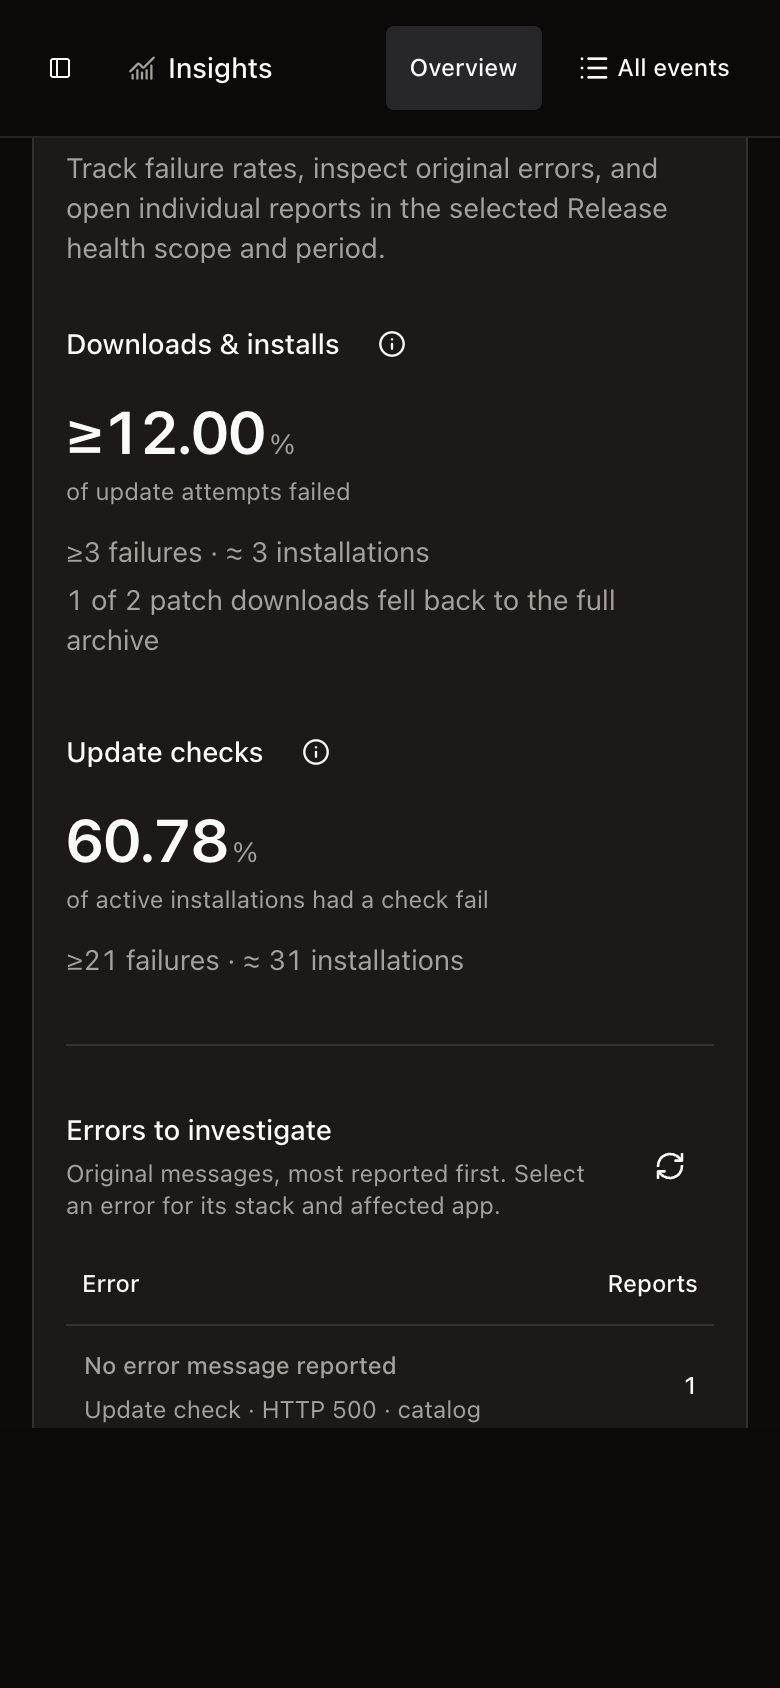 Insights
Overview
All events
Track failure rates, inspect original errors, and
open individual reports in the selected Release
health scope and period.
Downloads & installs
≥12.00%
of update attempts failed
≥3 failures · ≈ 3 installations
1 of 2 patch downloads fell back to the full
archive
Update checks
60.78%
of active installations had a check fail
≥21 failures · ≈ 31 installations
Errors to investigate
Original messages, most reported first. Select
an error for its stack and affected app.
Error Reports
No error message reported
1
Update check · HTTP 500 · catalog